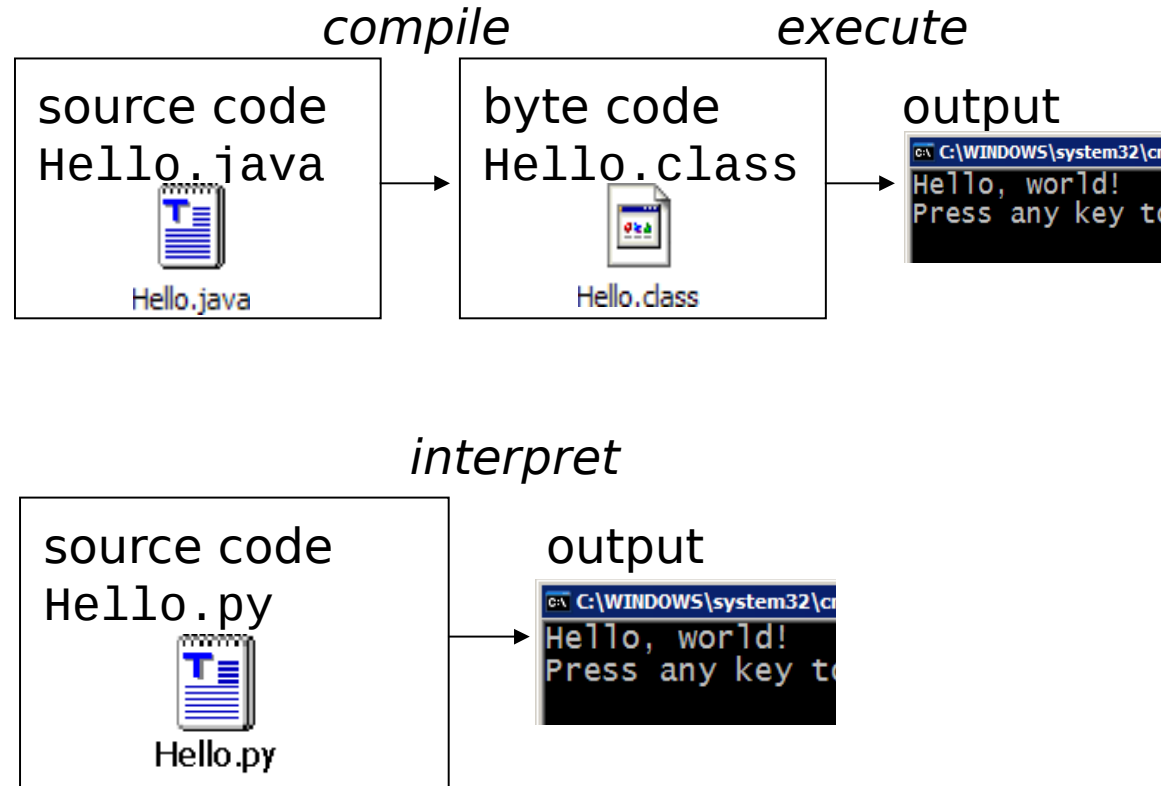 compile
execute
source code
Hello.java
Hello.java
byte code
Hello.class
Hello.class
output
C:\WINDOWS\system32\c
Hello, world!
Press any key t
interpret
source code
Hello.py
Hello.py
output
C:\WINDOWS\system32\c
Hello, world!
Press any key t